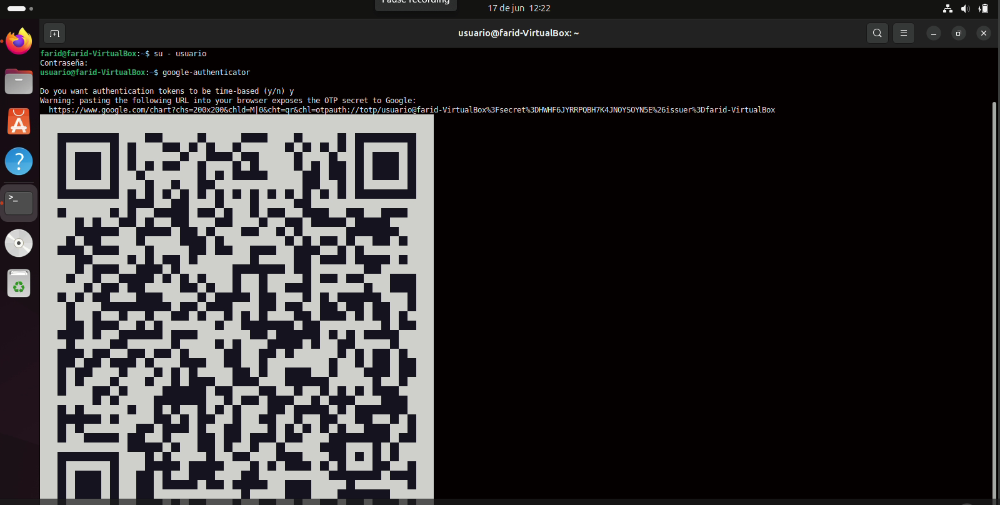 Pause recording
17 de jun 12:22
usuario@farid-VirtualBox: ~
farid@farid-VirtualBox:~$ su - usuario
Contraseña:
usuario@farid-VirtualBox:~$ google-authenticator
Do you want authentication tokens to be time-based (y/n) y
Warning: pasting the following URL into your browser exposes the OTP secret to Google:
https://www.google.com/chart?chs=200x200&chld=M|0&cht=qr&chl=otpauth://totp/usuario@farid-VirtualBox%3Fsecret%3DHWHF6JYRRPQBH7K4JNOYSOYN5E%26issuer%3Dfarid-VirtualBox